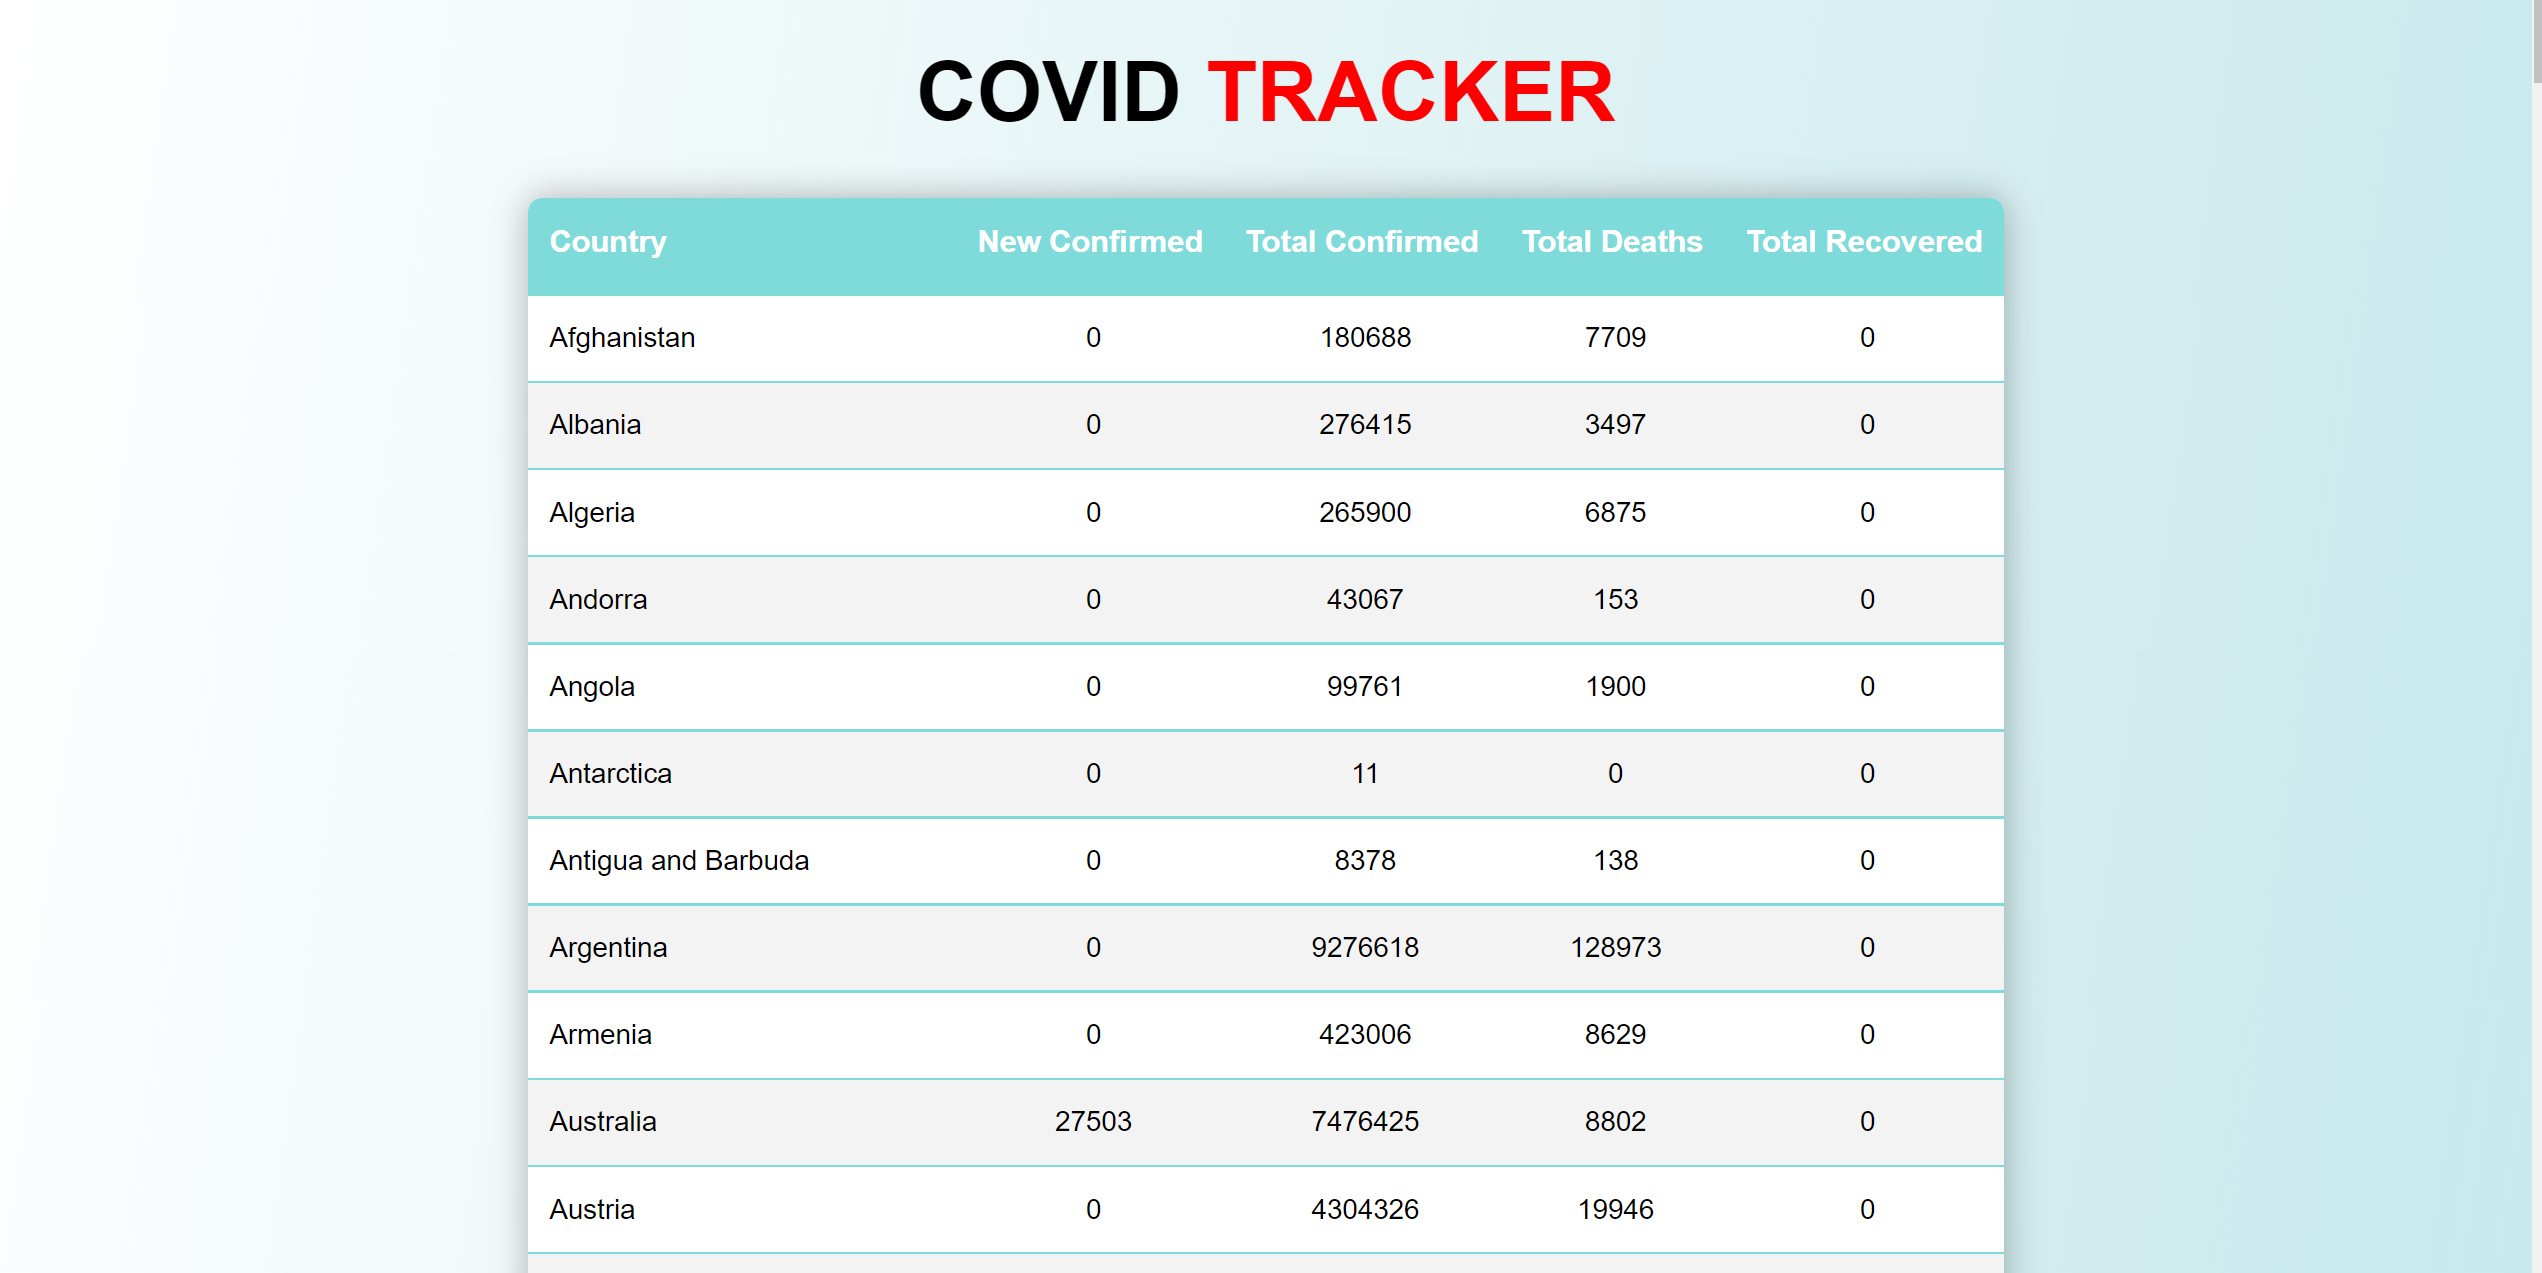 COVID TRACKER
Country New Confirmed Total Confirmed Total Deaths Total Recovered
Afghanistan 0 180688 7709 0
Albania 0 276415 3497 0
Algeria 0 265900 6875 0
Andorra 0 43067 153 0
Angola 0 99761 1900 0
Antarctica 0 11 0 0
Antigua and Barbuda 0 8378 138 0
Argentina 0 9276618 128973 0
Armenia 0 423006 8629 0
Australia 27503 7476425 8802 0
Austria 0 4304326 19946 0